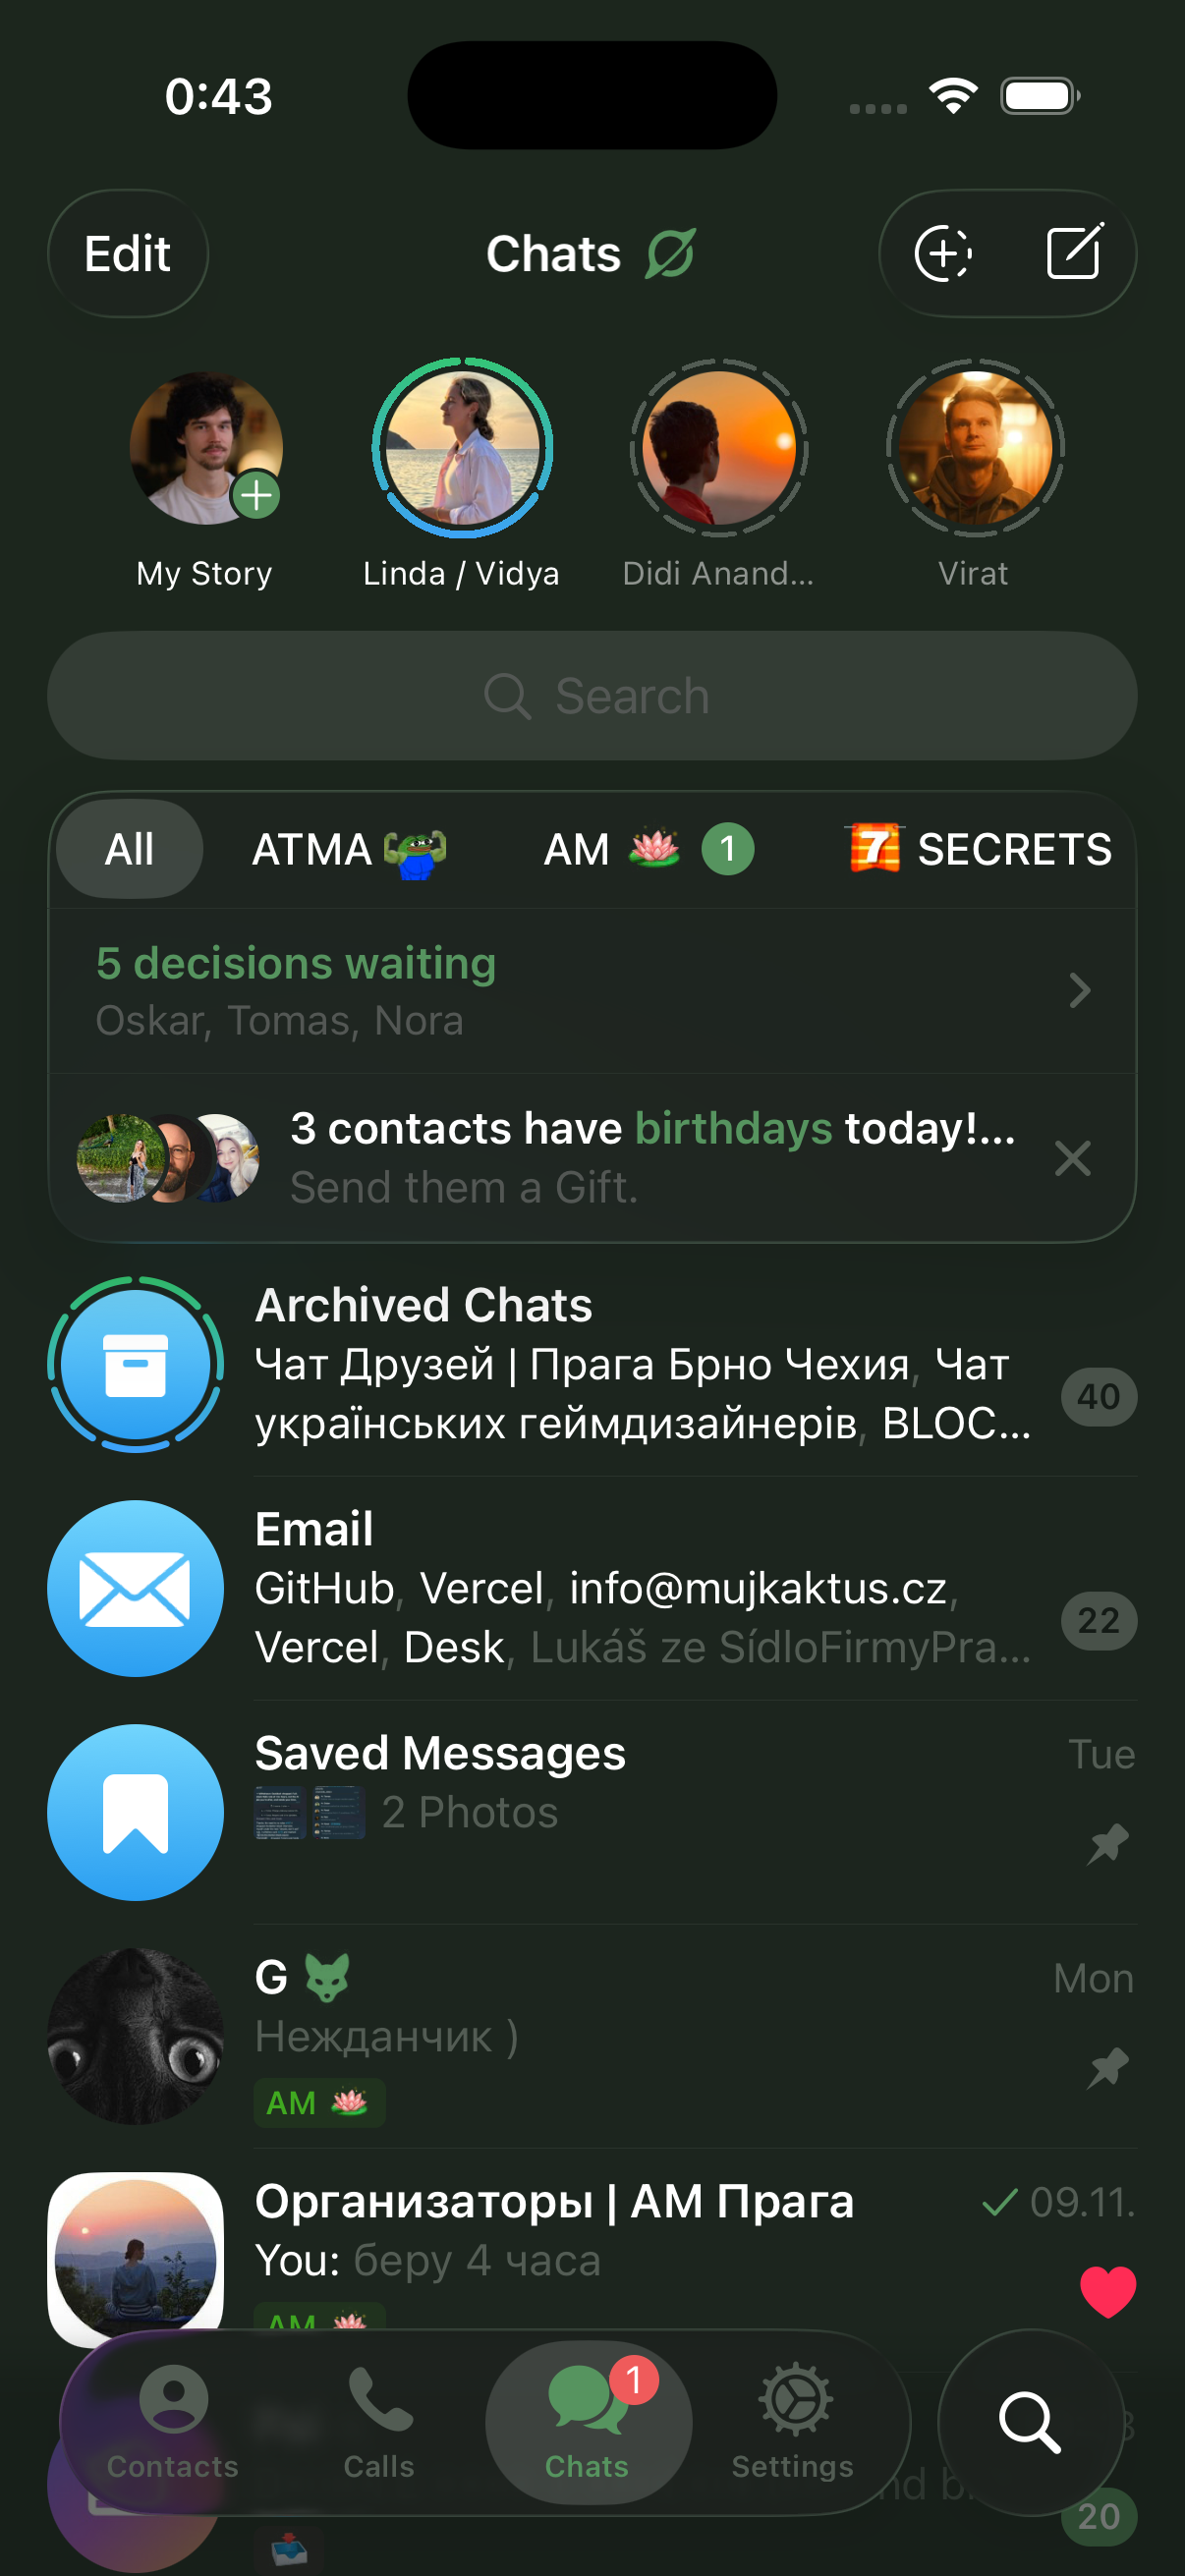 0:43
Edit
Chats
My Story
Linda / Vidya
Didi Anand...
Virat
Search
All
ATMA
AM 🪷 1
7 SECRETS
5 decisions waiting
Oskar, Tomas, Nora
3 contacts have birthdays today!...
Send them a Gift.
Archived Chats
Чат Друзей | Прага Брно Чехия, Чат
українських геймдизайнерів, BLOC...
40
Email
GitHub, Vercel, info@mujkaktus.cz,
Vercel, Desk, Lukáš ze SídloFirmyPra...
22
Saved Messages
Tue
2 Photos
G
Mon
Нежданчик )
AM 🪷
Организаторы | АМ Прага
09.11.
You: беру 4 часа
AM 🪷
1
Contacts
Calls
Chats
Settings
20